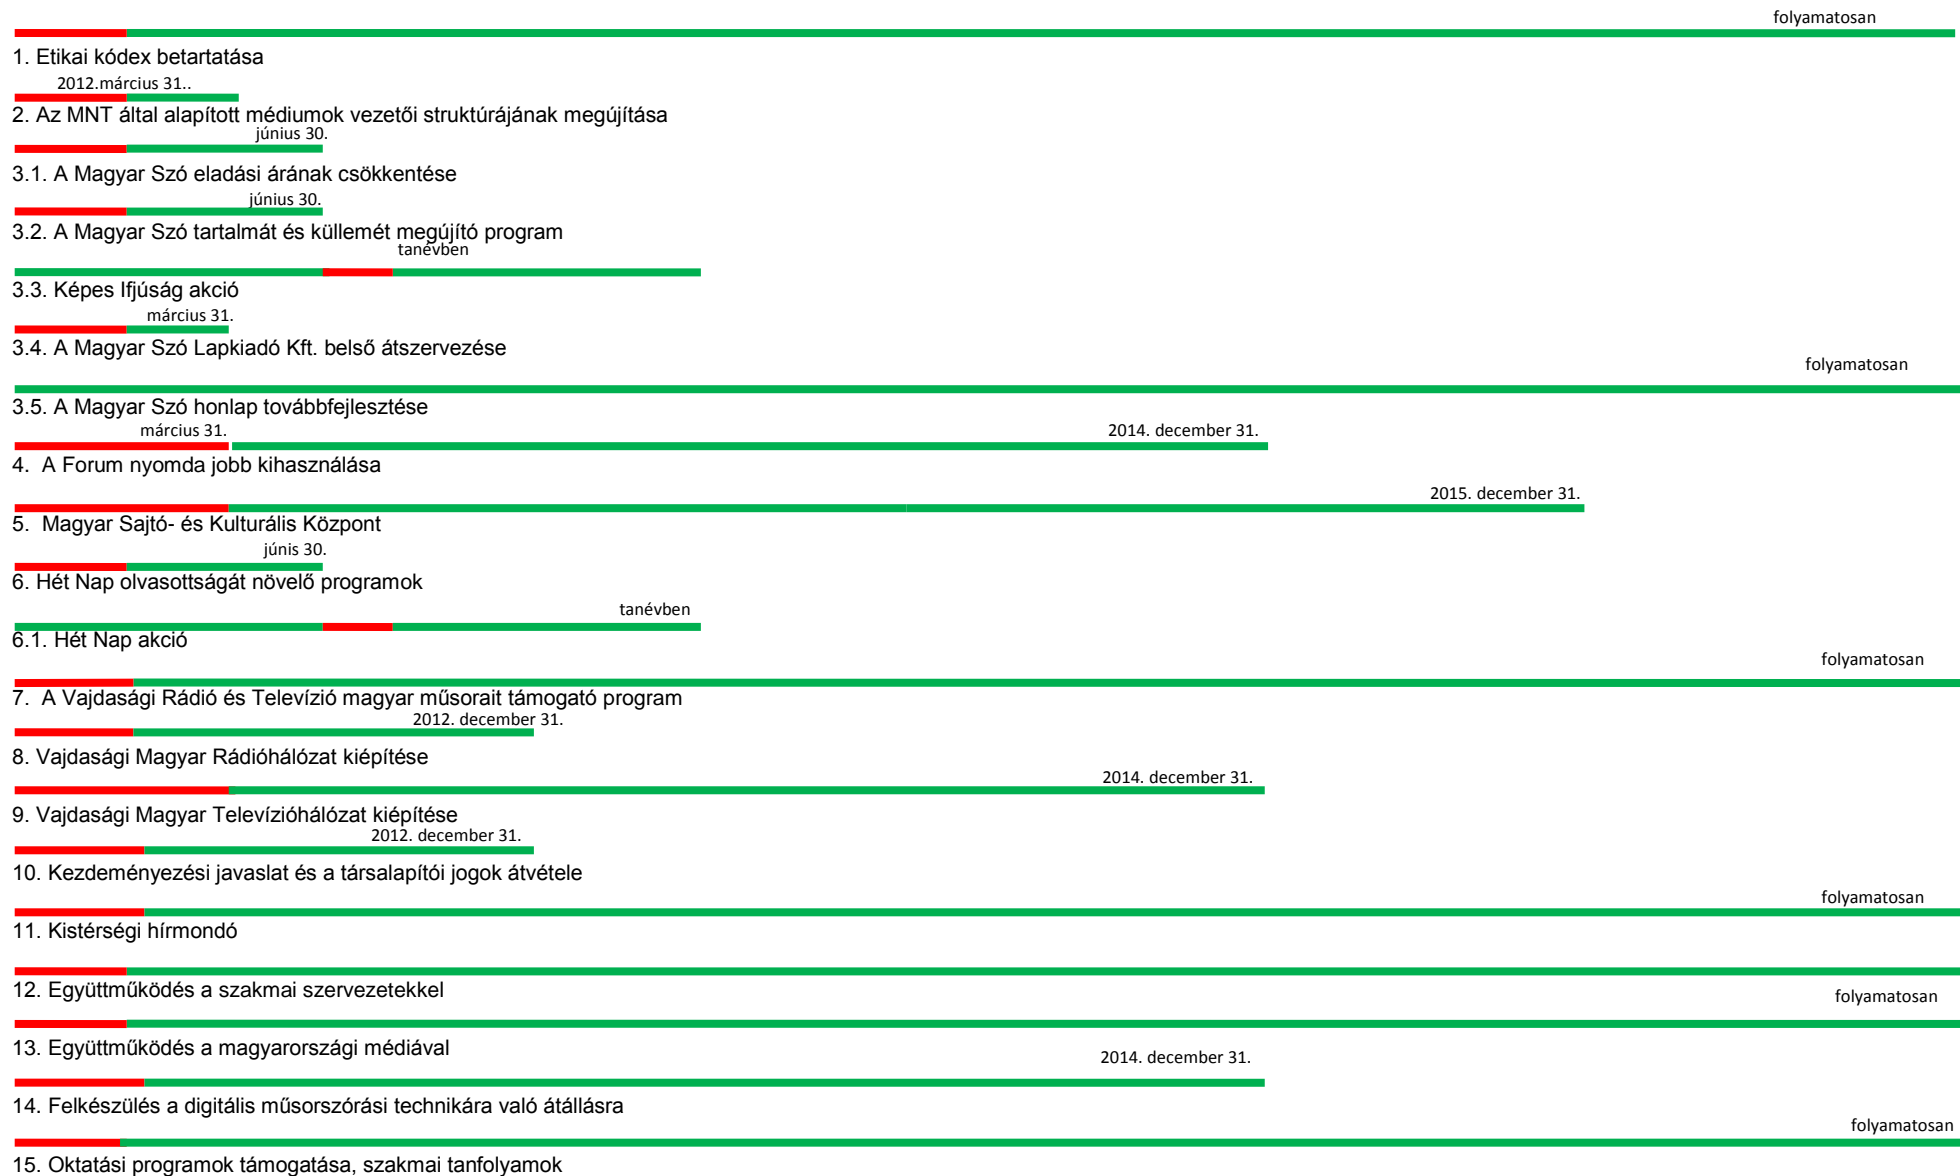 folyamatosan
1. Etikai kódex betartatása
2012.március 31..
2. Az MNT által alapított médiumok vezetői struktúrájának megújítása
június 30.
3.1. A Magyar Szó eladási árának csökkentése
június 30.
3.2. A Magyar Szó tartalmát és küllemét megújító program
tanévben
3.3. Képes Ifjúság akció
március 31.
3.4. A Magyar Szó Lapkiadó Kft. belső átszervezése
folyamatosan
3.5. A Magyar Szó honlap továbbfejlesztése
március 31. 2014. december 31.
4. A Forum nyomda jobb kihasználása
2015. december 31.
5. Magyar Sajtó- és Kulturális Központ
júnis 30.
6. Hét Nap olvasottságát növelő programok
tanévben
6.1. Hét Nap akció
folyamatosan
7. A Vajdasági Rádió és Televízió magyar műsorait támogató program
2012. december 31.
8. Vajdasági Magyar Rádióhálózat kiépítése
2014. december 31.
9. Vajdasági Magyar Televízióhálózat kiépítése
2012. december 31.
10. Kezdeményezési javaslat és a társalapítói jogok átvétele
folyamatosan
11. Kistérségi hírmondó
12. Együttműködés a szakmai szervezetekkel
folyamatosan
13. Együttműködés a magyarországi médiával
2014. december 31.
14. Felkészülés a digitális műsorszórási technikára való átállásra
folyamatosan
15. Oktatási programok támogatása, szakmai tanfolyamok